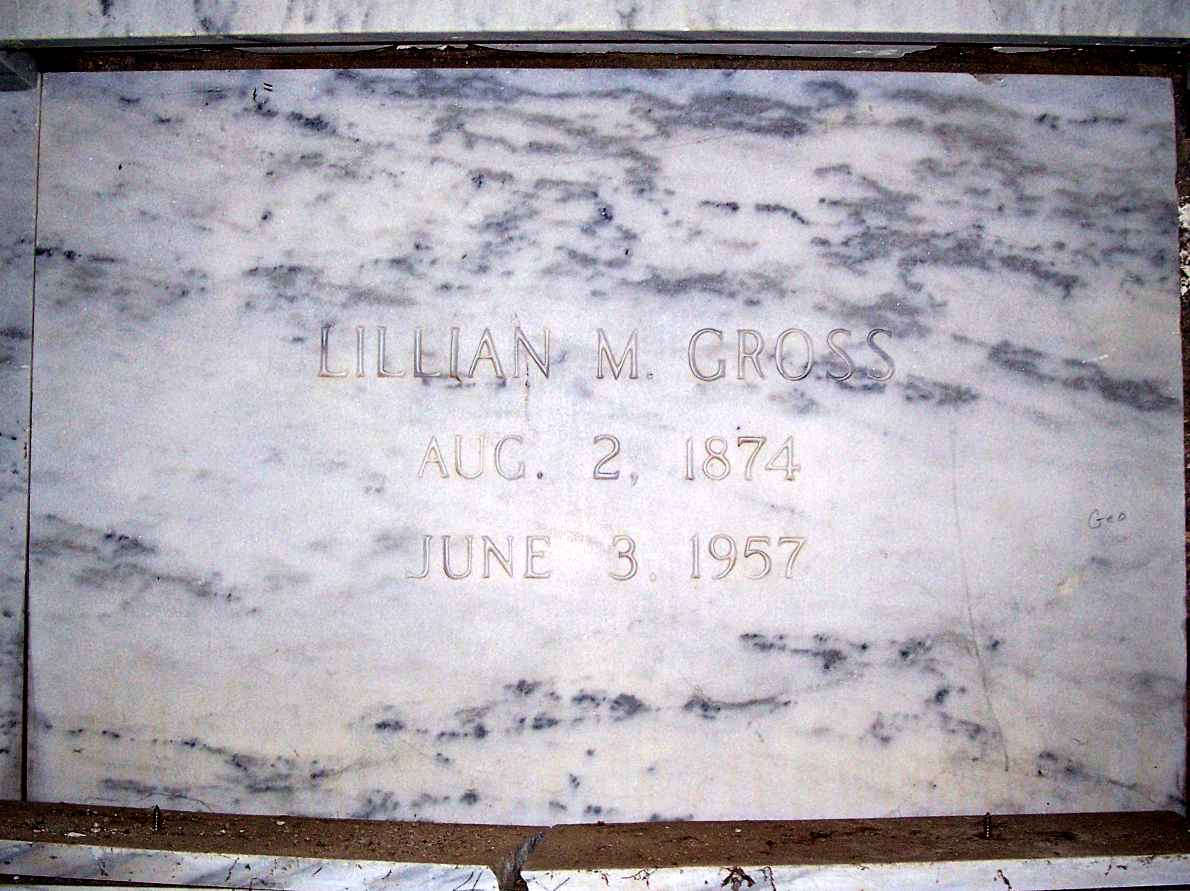 LILLIAN M. GROSS
AUG. 2, 1874
JUNE 3. 1957
Geo